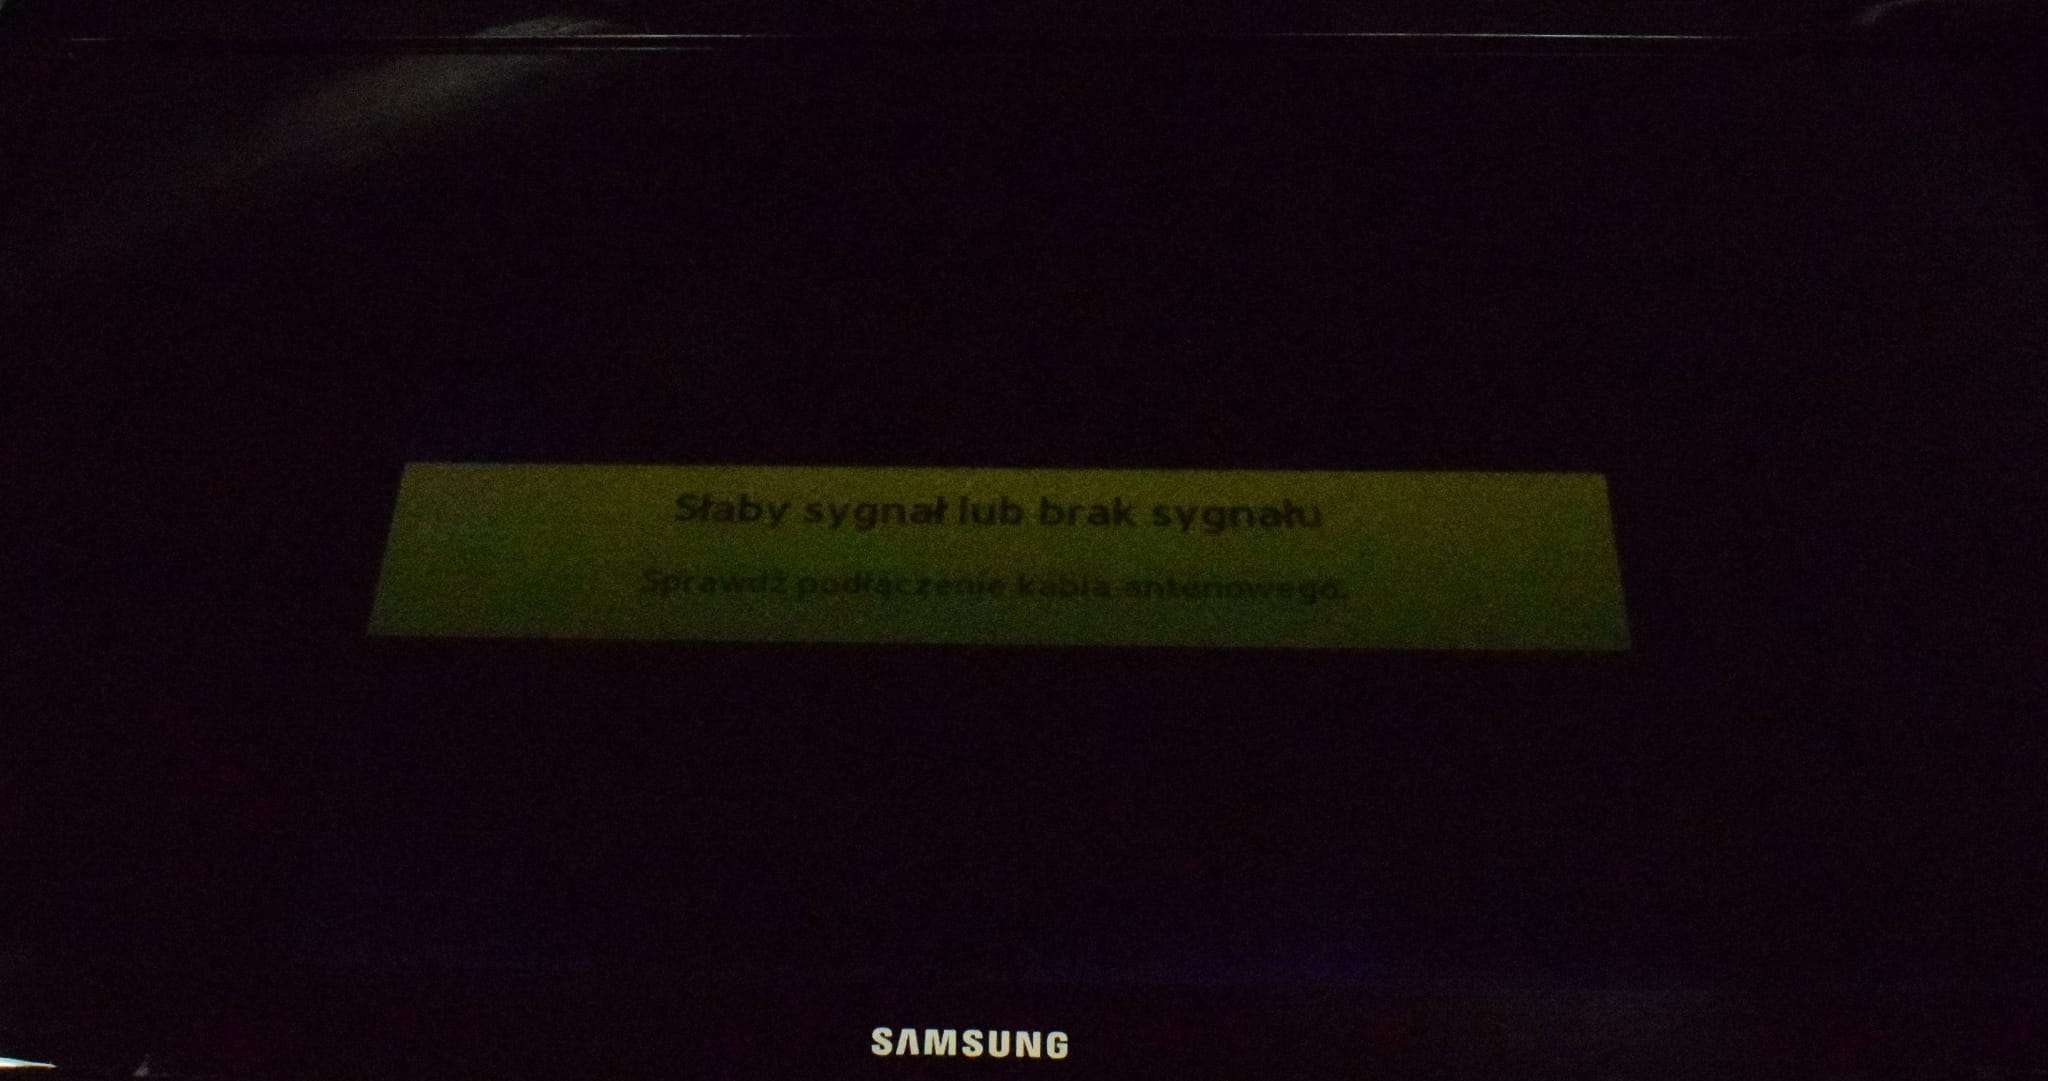 Słaby sygnał lub brak sygnału
Sprawdź podłączenie kabla antenowego.
SAMSUNG